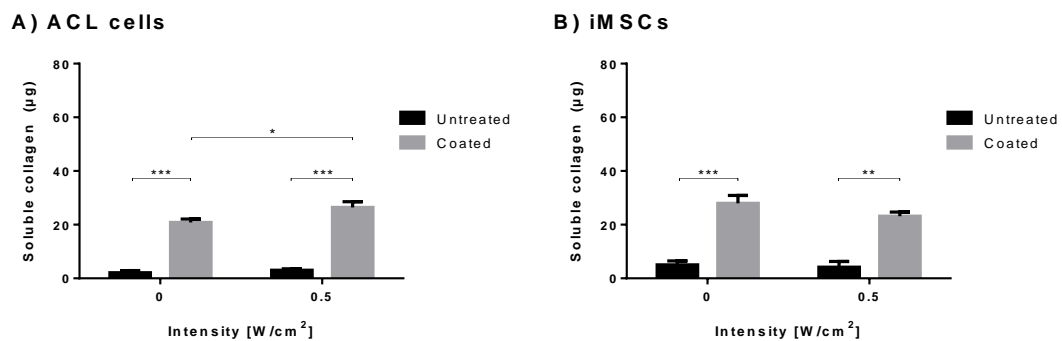 A) ACL cells
80
60
40
20
0
Soluble collagen (µg)
*
***
***
0
0.5
Intensity [W/cm²]
Untreated
Coated
B) iMSCs
80
60
40
20
0
Soluble collagen (µg)
***
**
0
0.5
Intensity [W/cm²]
Untreated
Coated